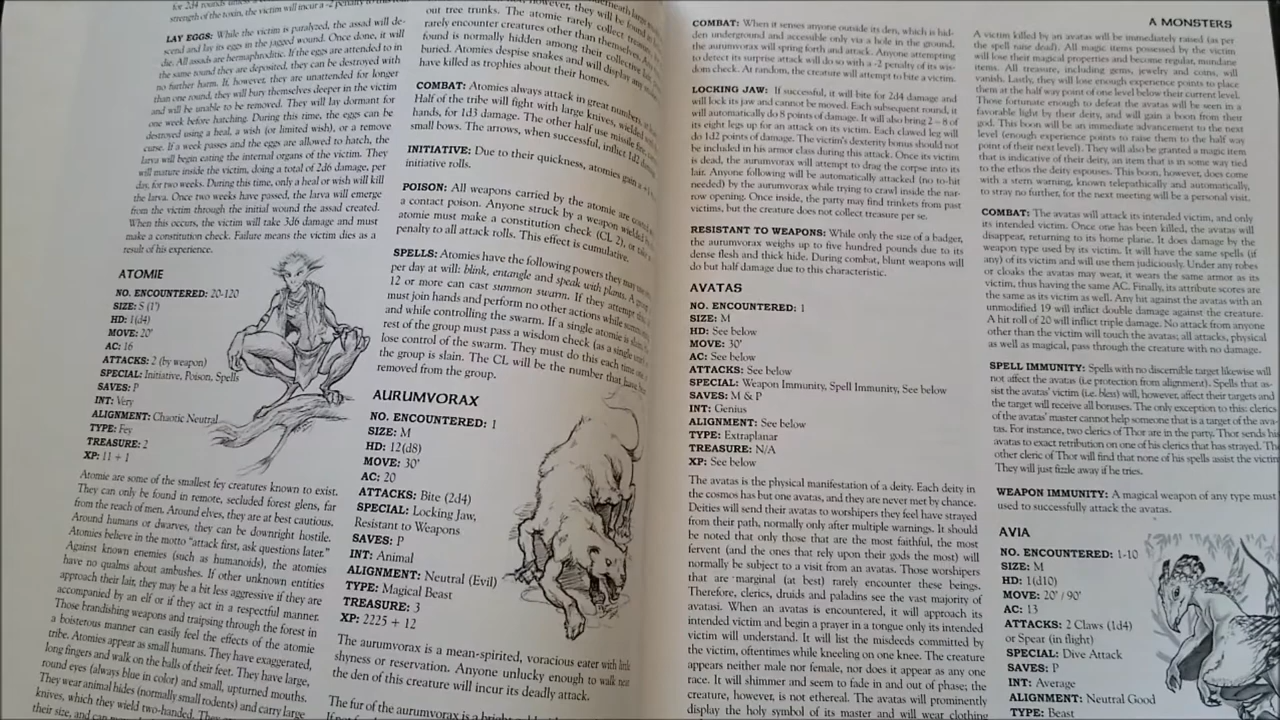 for 2d4 rounds
strength of the toxin, the victim will incur a -2 penalty to
LAY EGGS: While the victim is paralyzed, the assad will de-
scend and lay its eggs in the jagged wound. Once done, it will
die. All assads are hermaphroditic. If the eggs are attended to in
the same round they are deposited, they can be destroyed with
no further harm. If, however, they are unattended for longer
than one round, they will bury themselves deeper in the victim
and will be unable to be removed. They will lay dormant for
one week before hatching. During this time, the eggs can be
destroyed using a heal, a wish (or limited wish), or a remove
curse. If a week passes and the eggs are allowed to hatch, the
larva will begin eating the internal organs of the victim. They
will mature inside the victim, doing a total of 2d6 damage, per
day, for two weeks. During this time, only a heal or wish will kill
the larva. Once two weeks have passed, the larva will emerge
from the victim through the initial wound the assad created.
When this occurs, the victim will take 3d6 damage and must
make a constitution check. Failure means the victim dies as a
result of his experience.
ATOMIE
NO. ENCOUNTERED: 20-120
SIZE: S (1')
HD: 1(d4)
MOVE: 20'
AC: 16
ATTACKS: 2 (by weapon)
SPECIAL: Initiative, Poison, Spells
SAVES: P
INT: Very
ALIGNMENT: Chaotic Neutral
TYPE: Fey
TREASURE: 2
XP: 11 + 1
Atomie are some of the smallest fey creatures known to exist.
They can only be found in remote, secluded forest glens, far
from the reach of men. Around elves, they are at best cautious.
Around humans or dwarves, they can be downright hostile.
Atomies believe in the motto "attack first, ask questions later."
Against known enemies (such as humanoids), the atomies
have no qualms about ambushes. If other unknown entities
approach their lair, they may be a bit less aggressive if they are
accompanied by an elf or if they act in a respectful manner.
Those brandishing weapons and traipsing through the forest in
a boisterous manner can easily feel the effects of the atomie
tribe. Atomies appear as small humans. They have exaggerated,
long fingers and walk on the balls of their feet. They have large,
round eyes (always blue in color) and small, upturned mouths.
They wear animal hides (normally small rodents) and carry large
knives, which they wield two-handed. They
their size, and can
however, they will be found
out tree trunks. The atomie rarely collect
rarely encounter creatures other than themselves.
found is normally hidden among their collective
buried. Atomies despise snakes and will display any
have killed as trophies about their homes.
COMBAT: Atomies always attack in great numbers,
Half of the tribe will fight with large knives, wielded
hands, for 1d3 damage. The other half use missile fire,
small bows. The arrows, when successful, inflict 1d2
INITIATIVE: Due to their quickness, atomies gain a
initiative rolls.
POISON: All weapons carried by the atomie are
a contact poison. Anyone struck by a weapon wielded
atomie must make a constitution check (CL 2), or
penalty to all attack rolls. This effect is cumulative.
SPELLS: Atomies have the following powers they may
per day at will: blink, entangle and speak with plants. A
12 or more can cast summon swarm. If they attempt this,
must join hands and perform no other actions while
and while controlling the swarm. If a single atomie is slain,
rest of the group must pass a wisdom check (as a single
lose control of the swarm. They must do this each time
the group is slain. The CL will be the number that have
removed from the group.
AURUMVORAX
NO. ENCOUNTERED: 1
SIZE: M
HD: 12(d8)
MOVE: 30'
AC: 20
ATTACKS: Bite (2d4)
SPECIAL: Locking Jaw,
Resistant to Weapons
SAVES: P
INT: Animal
ALIGNMENT: Neutral (Evil)
TYPE: Magical Beast
TREASURE: 3
XP: 2225 + 12
The aurumvorax is a mean-spirited, voracious eater with little
shyness or reservation. Anyone unlucky enough to walk near
the den of this creature will incur its deadly attack.
The fur of the aurumvorax is a
COMBAT: When it senses anyone outside its den, which is hid-
den underground and accessible only via a hole in the ground,
the aurumvorax will spring forth and attack. Anyone attempting
to detect its surprise attack will do so with a -2 penalty of its wis-
dom check. At random, the creature will attempt to bite a victim.
LOCKING JAW: If successful, it will bite for 2d4 damage and
will lock its jaw and cannot be moved. Each subsequent round, it
will automatically do 8 points of damage. It will also bring 2 – 8 of
its eight legs up for an attack on its victim. Each clawed leg will
do 1d2 points of damage. The victim's dexterity bonus should not
be included in his armor class during this attack. Once its victim
is dead, the aurumvorax will attempt to drag the corpse into its
lair. Anyone following will be automatically attacked (no to-hit
needed) by the aurumvorax while trying to crawl inside the nar-
row opening. Once inside, the party may find trinkets from past
victims, but the creature does not collect treasure per se.
RESISTANT TO WEAPONS: While only the size of a badger,
the aurumvorax weighs up to five hundred pounds due to its
dense flesh and thick hide. During combat, blunt weapons will
do but half damage due to this characteristic.
AVATAS
NO. ENCOUNTERED: 1
SIZE: M
HD: See below
MOVE: 30'
AC: See below
ATTACKS: See below
SPECIAL: Weapon Immunity, Spell Immunity, See below
SAVES: M & P
INT: Genius
ALIGNMENT: See below
TYPE: Extraplanar
TREASURE: N/A
XP: See below
The avatas is the physical manifestation of a deity. Each deity in
the cosmos has but one avatas, and they are never met by chance.
Deities will send their avatas to worshipers they feel have strayed
from their path, normally only after multiple warnings. It should
be noted that only those that are the most faithful, the most
fervent (and the ones that rely upon their gods the most) will
normally be subject to a visit from an avatas. Those worshipers
that are marginal (at best) rarely encounter these beings.
Therefore, clerics, druids and paladins see the vast majority of
avatasi. When an avatas is encountered, it will approach its
intended victim and begin a prayer in a tongue only its intended
victim will understand. It will list the misdeeds committed by
the victim, oftentimes while kneeling on one knee. The creature
appears neither male nor female, nor does it appear as any one
race. It will shimmer and seem to fade in and out of phase; the
creature, however, is not ethereal. The avatas will prominently
display the holy symbol of its master and will wear clothing
A MONSTERS
A victim killed by an avatas will be immediately raised (as per
the spell raise dead). All magic items possessed by the victim
will lose their magical properties and become regular, mundane
items. All treasure, including gems, jewelry and coins, will
vanish. Lastly, they will lose enough experience points to place
them at the half way point of one level below their current level.
Those fortunate enough to defeat the avatas will be seen in a
favorable light by their deity, and will gain a boon from their
god. This boon will be an immediate advancement to the next
level (enough experience points to raise them to the half way
point of their next level). They will also be granted a magic item
that is indicative of their deity, an item that is in some way tied
to the ethos the deity espouses. This boon, however, does come
with a stern warning, known telepathically and automatically,
to stray no further, for the next meeting will be a personal visit.
COMBAT: The avatas will attack its intended victim, and only
its intended victim. Once one has been killed, the avatas will
disappear, returning to its home plane. It does damage by the
weapon type used by its victim. It will have the same spells (if
any) of its victim and will use them judiciously. Under any robes
or cloaks the avatas may wear, it wears the same armor as its
victim, thus having the same AC. Finally, its attribute scores are
the same as its victim as well. Any hit against the avatas with an
unmodified 19 will inflict double damage against the creature.
A hit roll of 20 will inflict triple damage. No attack from anyone
other than the victim will touch the avatas; all attacks, physical
as well as magical, pass through the creature with no damage.
SPELL IMMUNITY: Spells with no discernible target likewise will
not affect the avatas (i.e protection from alignment). Spells that as-
sist the avatas' victim (i.e. bless) will, however, affect their targets and
the target will receive all bonuses. The only exception to this: clerics
of the avatas' master cannot help someone that is a target of the ava-
tas. For instance, two clerics of Thor are in the party. Thor sends his
avatas to exact retribution on one of his clerics that has strayed. The
other cleric of Thor will find that none of his spells assist the victim.
They will just fizzle away if he tries.
WEAPON IMMUNITY: A magical weapon of any type must
used to successfully attack the avatas.
AVIA
NO. ENCOUNTERED: 1-10
SIZE: M
HD: 1(d10)
MOVE: 20' / 90'
AC: 13
ATTACKS: 2 Claws (1d4)
or Spear (in flight)
SPECIAL: Dive Attack
SAVES: P
INT: Average
ALIGNMENT: Neutral Good
TYPE: Beast